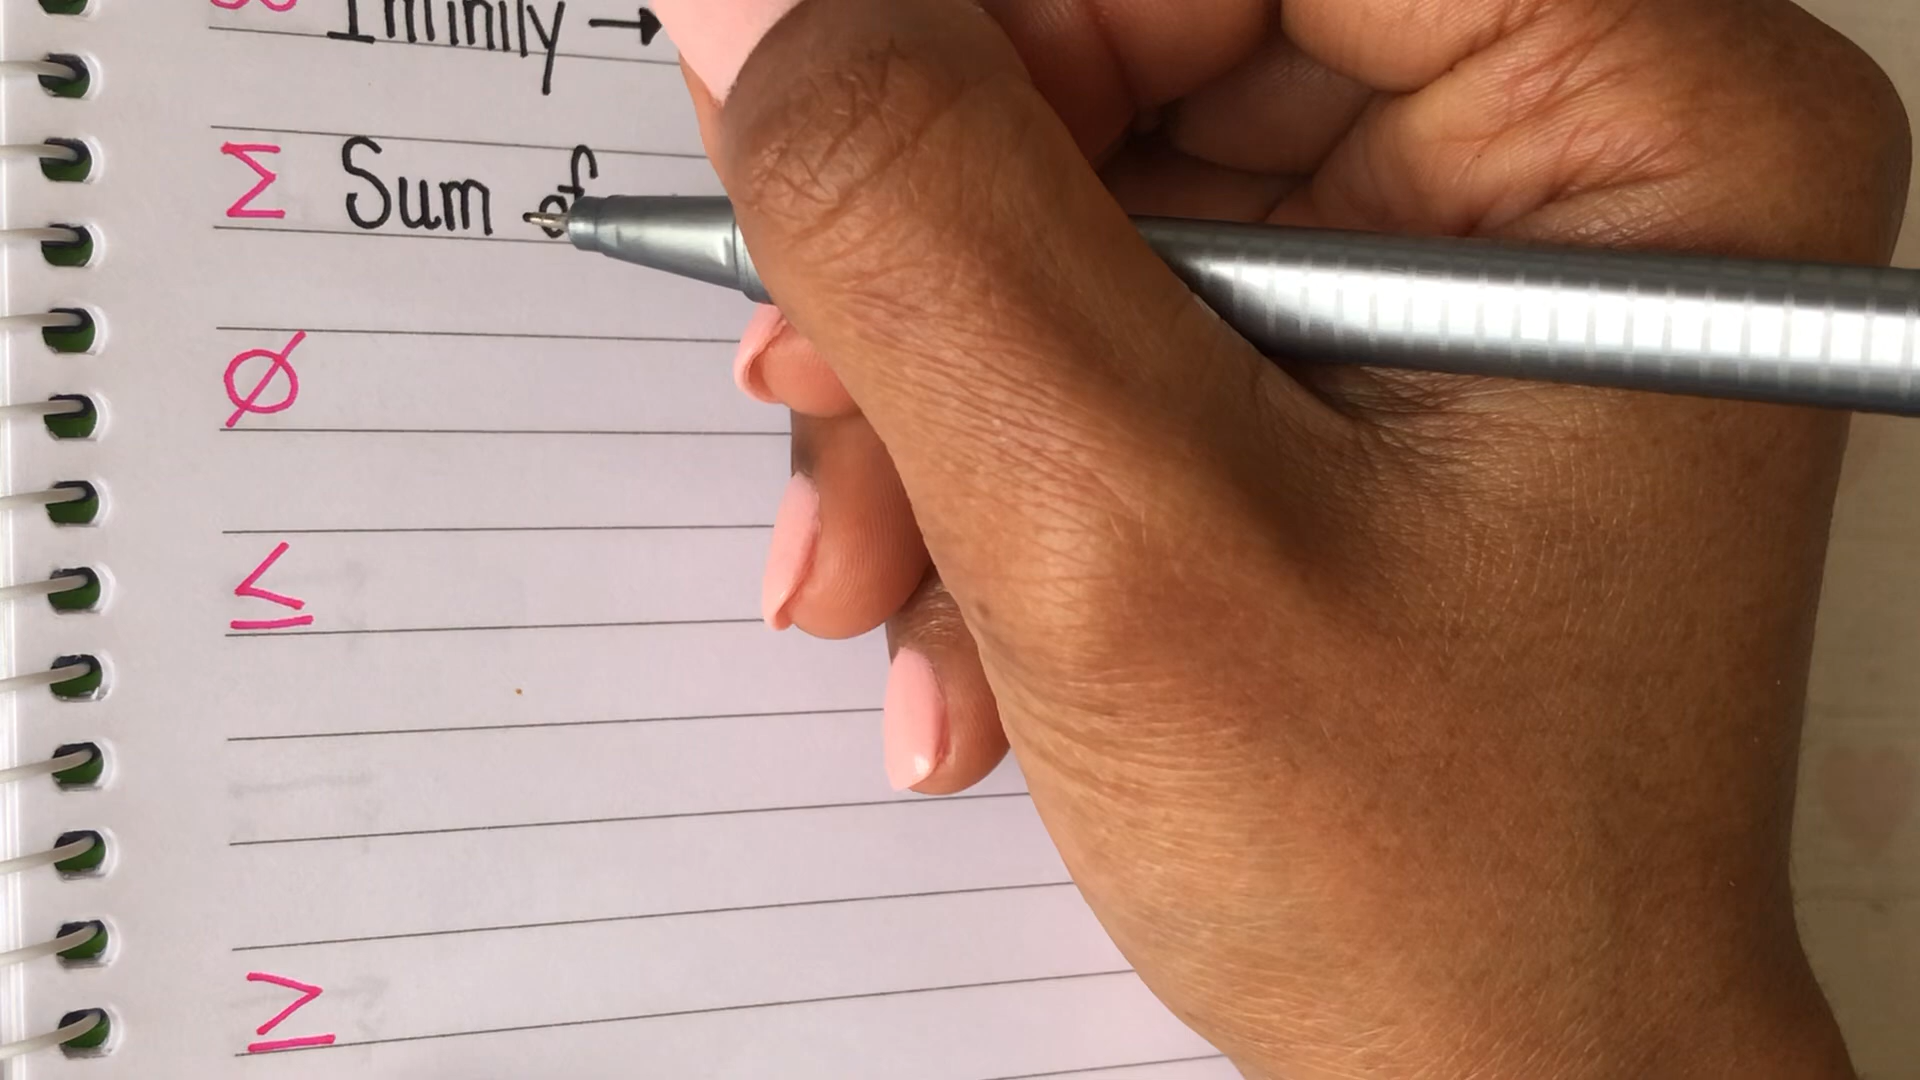 ∞ Infinity →
Σ Sum of
∅
≤
≥